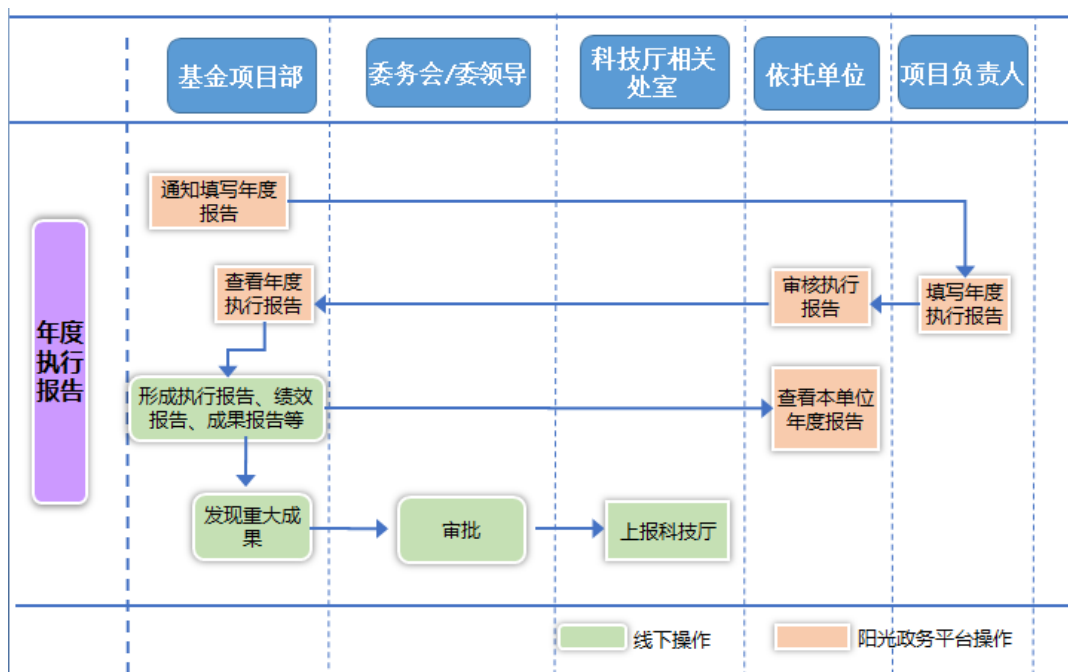 基金项目部
委务会/委领导
科技厅相关
处室
依托单位
项目负责人
通知填写年度
报告
查看年度
执行报告
审核执行
报告
填写年度
执行报告
年度
执行
报告
形成执行报告、绩效
报告、成果报告等
查看本单位
年度报告
发现重大成
果
审批
上报科技厅
线下操作
阳光政务平台操作